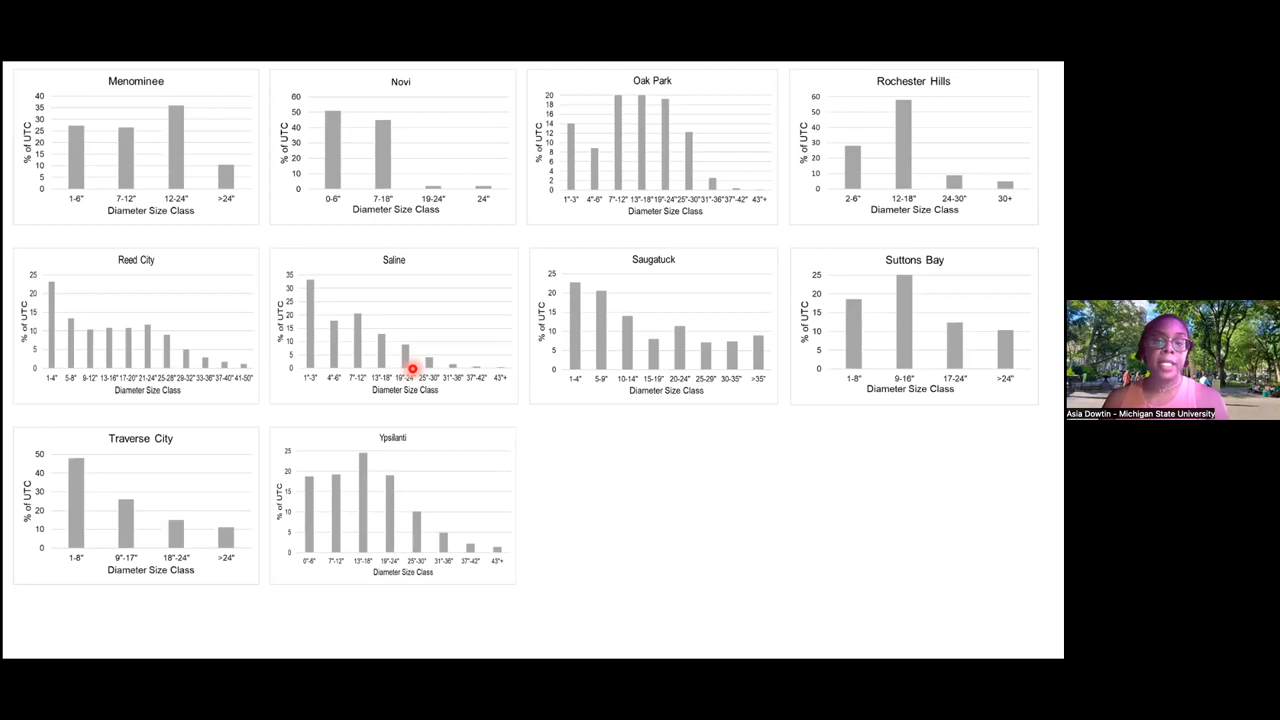 Menominee
40
35
30
25
20
15
10
5
0
% of UTC
1-6" 7-12" 12-24" >24"
Diameter Size Class
Novi
60
50
40
30
20
10
0
% of UTC
0-6" 7-18" 19-24" 24"
Diameter Size Class
Oak Park
20
18
16
14
12
10
8
6
4
2
0
% of UTC
1"-3" 4"-6" 7"-12" 13"-18" 19"-24" 25"-30" 31"-36" 37"-42" 43"+
Diameter Size Class
Rochester Hills
60
50
40
30
20
10
0
% of UTC
2-6" 12-18" 24-30" 30+
Diameter Size Class
Reed City
25
20
15
10
5
0
% of UTC
1-4" 5-8" 9-12" 13-16" 17-20" 21-24" 25-28" 29-32" 33-36" 37-40" 41-50"
Diameter Size Class
Saline
35
30
25
20
15
10
5
0
% of UTC
1"-3" 4"-6" 7"-12" 13"-18" 19"-24" 25"-30" 31"-36" 37"-42" 43"+
Diameter Size Class
Saugatuck
25
20
15
10
5
0
% of UTC
1-4" 5-9" 10-14" 15-19" 20-24" 25-29" 30-35" >35"
Diameter Size Class
Suttons Bay
25
20
15
10
5
0
% of UTC
1-8" 9-16" 17-24" >24"
Diameter Size Class
Traverse City
50
40
30
20
10
0
% of UTC
1-8" 9"-17" 18"-24" >24"
Diameter Size Class
Ypsilanti
25
20
15
10
5
0
% of UTC
0"-6" 7"-12" 13"-18" 19"-24" 25"-30" 31"-36" 37"-42" 43"+
Diameter Size Class
Asia Dowtin - Michigan State University